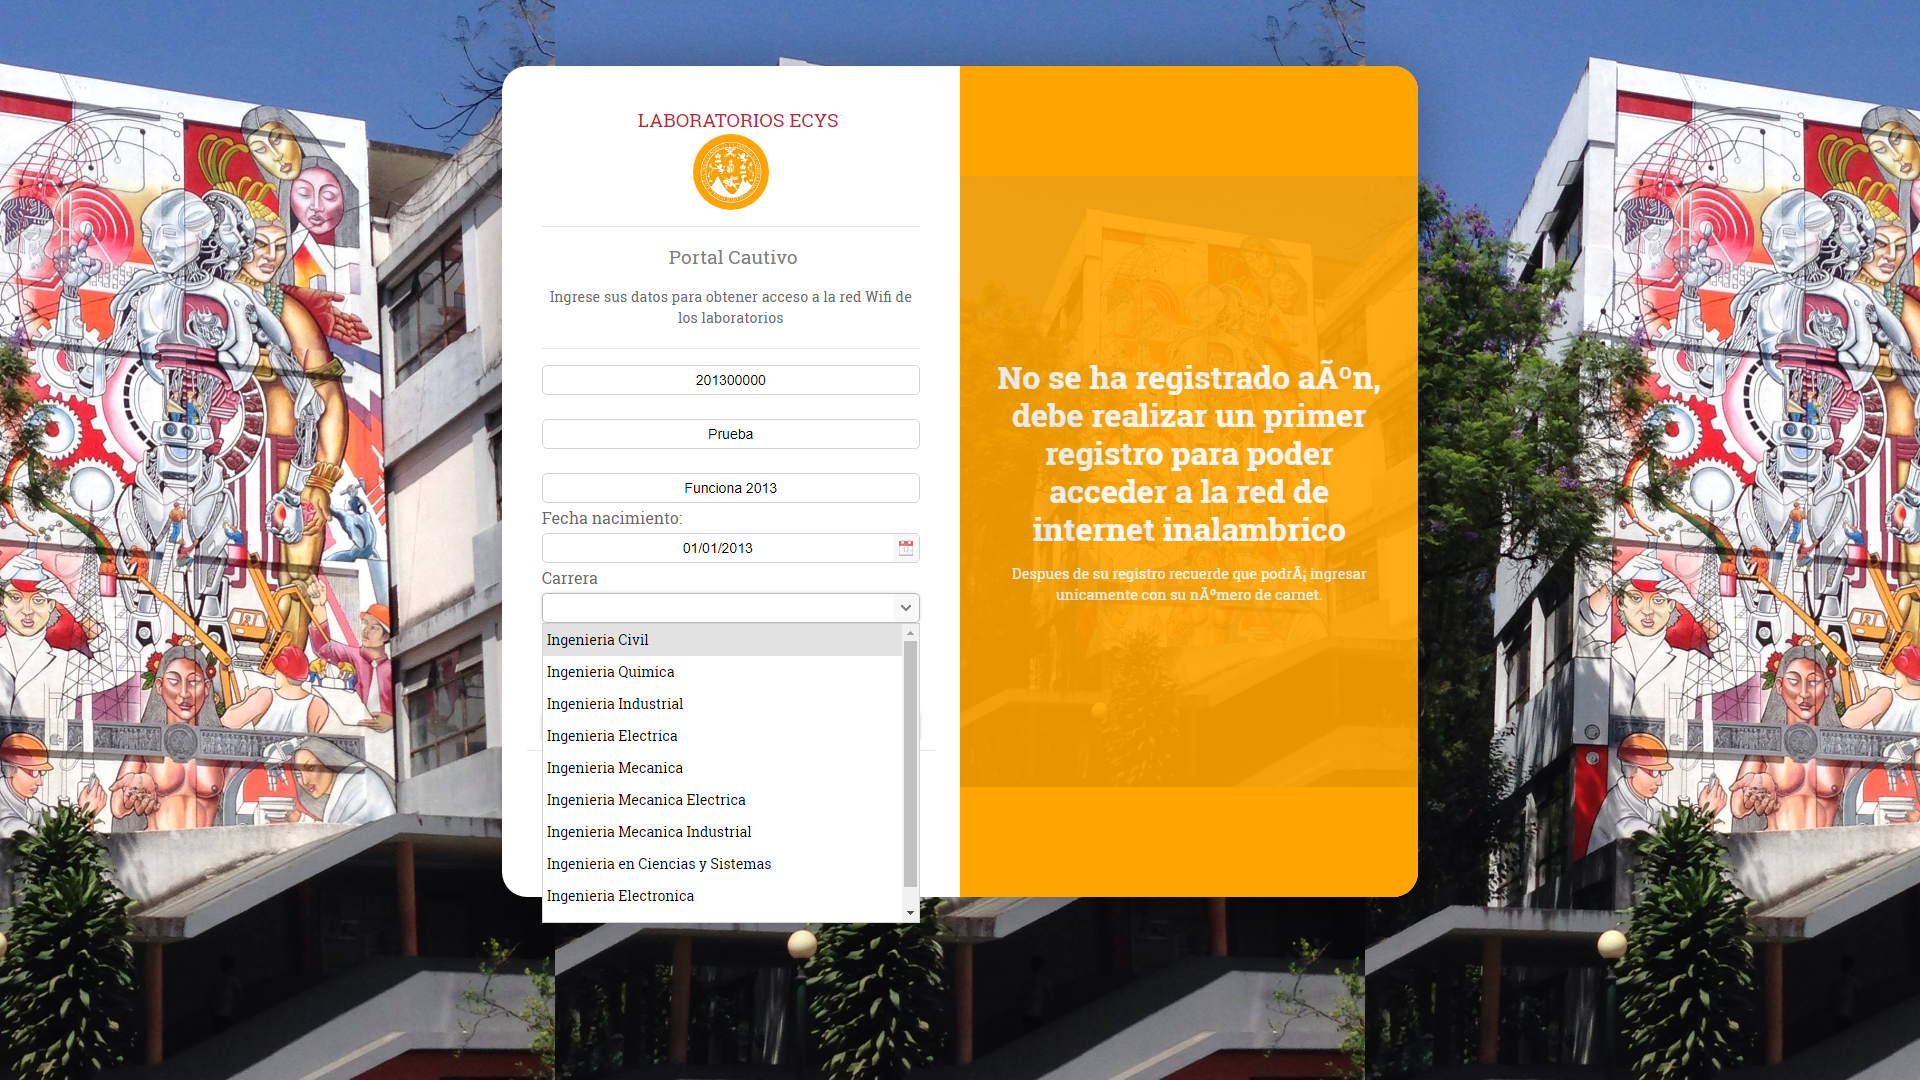 LABORATORIOS ECYS
Portal Cautivo
Ingrese sus datos para obtener acceso a la red Wifi de
los laboratorios
201300000
Prueba
Funciona 2013
Fecha nacimiento:
01/01/2013
Carrera
Ingenieria Civil
Ingenieria Quimica
Ingenieria Industrial
Ingenieria Electrica
Ingenieria Mecanica
Ingenieria Mecanica Electrica
Ingenieria Mecanica Industrial
Ingenieria en Ciencias y Sistemas
Ingenieria Electronica
No se ha registrado aÃºn,
debe realizar un primer
registro para poder
acceder a la red de
internet inalambrico
Despues de su registro recuerde que podrÃ¡ ingresar
unicamente con su nÃºmero de carnet.